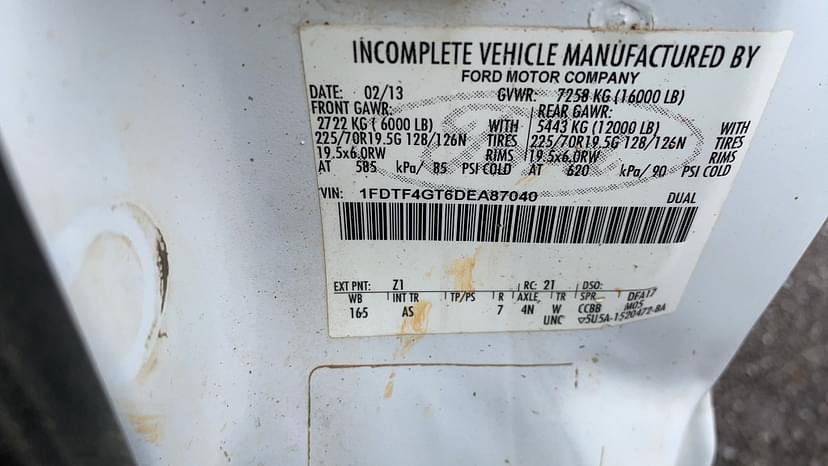 INCOMPLETE VEHICLE MANUFACTURED BY
FORD MOTOR COMPANY
DATE: 02/13 GVWR: 7258 KG (16000 LB)
FRONT GAWR: REAR GAWR:
2722 KG ( 6000 LB) WITH 5443 KG (12000 LB) WITH
225/70R19.5G 128/126N TIRES 225/70R19.5G 128/126N TIRES
19.5x6.0RW RIMS 19.5x6.0RW RIMS
AT 585 kPa/ 85 PSI COLD AT 620 kPa/ 90 PSI COLD
VIN: 1FDTF4GT6DEA87040 DUAL
EXT PNT: Z1 RC: 21 DSO:
WB INT TR TP/PS R AXLE TR SPR DFA17
165 AS 7 4N W CCBB M05
UNC 5U5A-1520472-BA